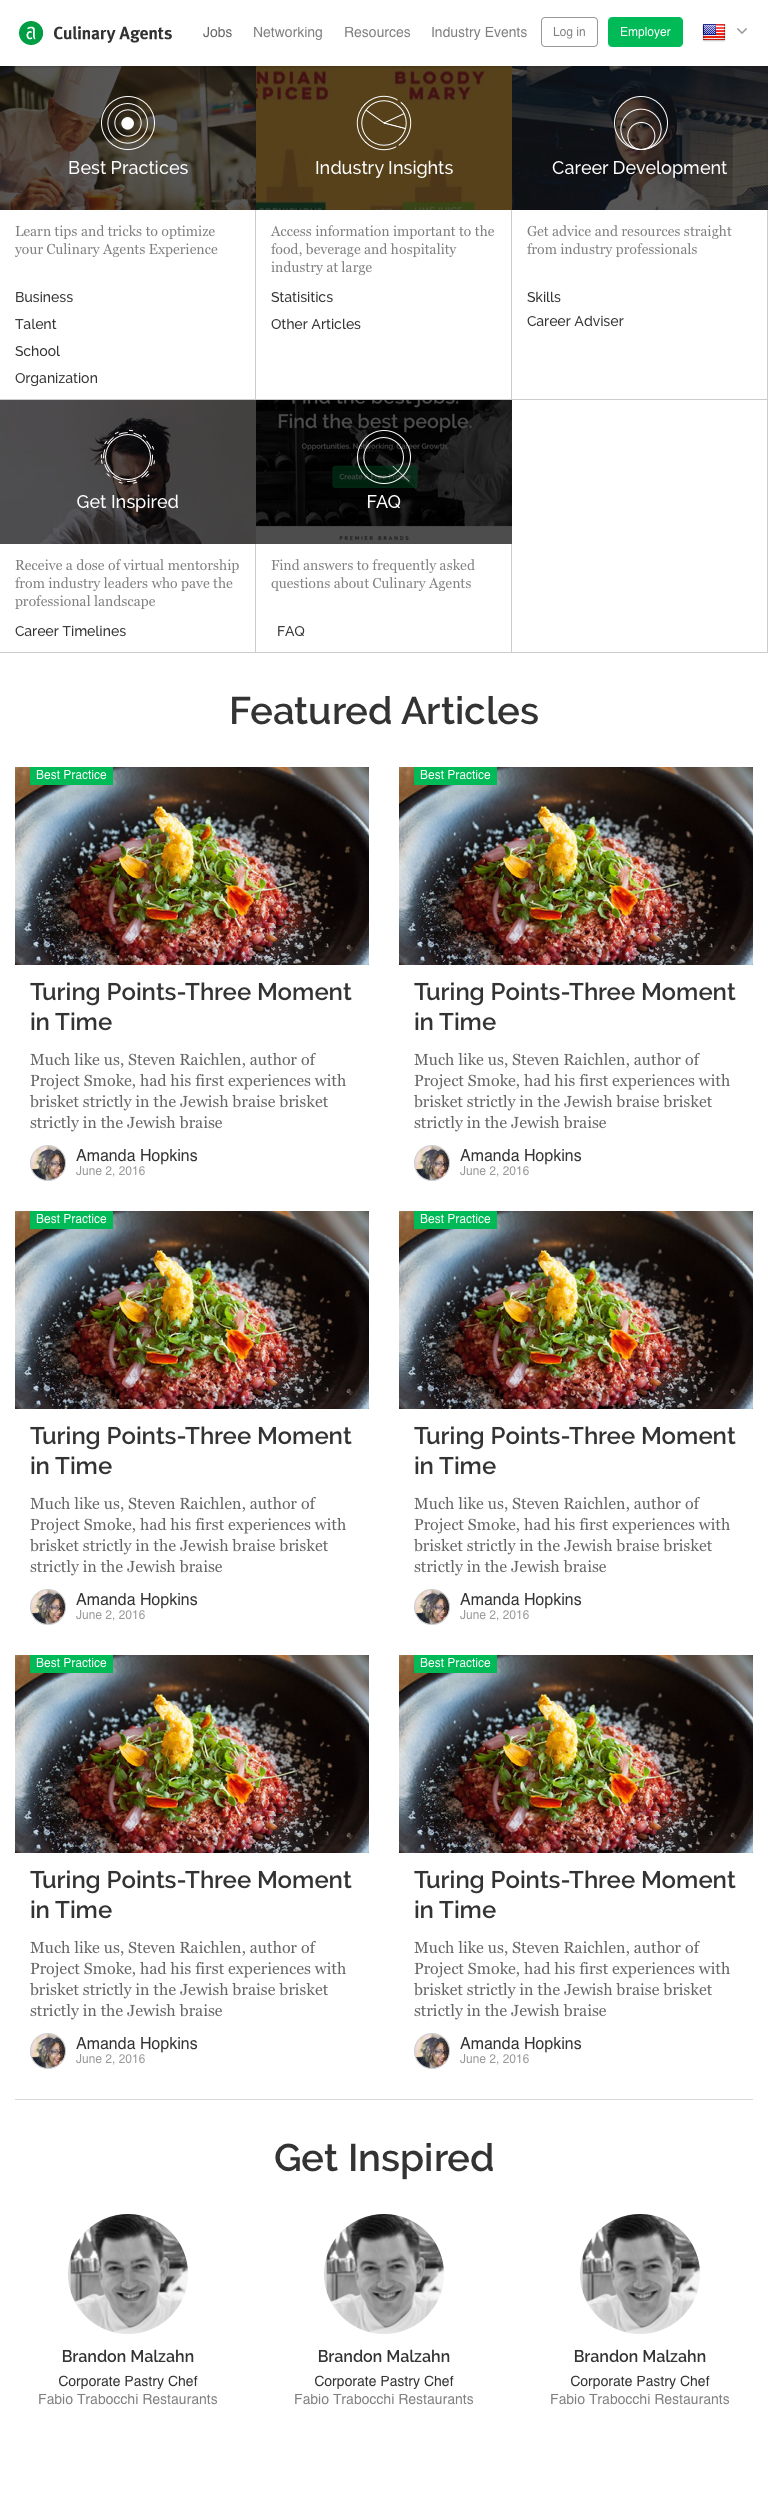 a Culinary Agents Jobs Networking Resources Industry Events Log in Employer
INDIAN
SPICED
BLOODY
MARY
Best Practices
Industry Insights
Career Development
Learn tips and tricks to optimize
your Culinary Agents Experience
Access information important to the
food, beverage and hospitality
industry at large
Get advice and resources straight
from industry professionals
Business
Talent
School
Organization
Statisitics
Other Articles
Skills
Career Adviser
Find the best jobs.
Find the best people.
Opportunities. Networking. Career Growth.
PREMIER BRANDS
Get Inspired
FAQ
Receive a dose of virtual mentorship
from industry leaders who pave the
professional landscape
Find answers to frequently asked
questions about Culinary Agents
Career Timelines
FAQ
Featured Articles
Best Practice
Turing Points-Three Moment
in Time
Much like us, Steven Raichlen, author of
Project Smoke, had his first experiences with
brisket strictly in the Jewish braise brisket
strictly in the Jewish braise
Amanda Hopkins
June 2, 2016
Best Practice
Turing Points-Three Moment
in Time
Much like us, Steven Raichlen, author of
Project Smoke, had his first experiences with
brisket strictly in the Jewish braise brisket
strictly in the Jewish braise
Amanda Hopkins
June 2, 2016
Best Practice
Turing Points-Three Moment
in Time
Much like us, Steven Raichlen, author of
Project Smoke, had his first experiences with
brisket strictly in the Jewish braise brisket
strictly in the Jewish braise
Amanda Hopkins
June 2, 2016
Best Practice
Turing Points-Three Moment
in Time
Much like us, Steven Raichlen, author of
Project Smoke, had his first experiences with
brisket strictly in the Jewish braise brisket
strictly in the Jewish braise
Amanda Hopkins
June 2, 2016
Best Practice
Turing Points-Three Moment
in Time
Much like us, Steven Raichlen, author of
Project Smoke, had his first experiences with
brisket strictly in the Jewish braise brisket
strictly in the Jewish braise
Amanda Hopkins
June 2, 2016
Best Practice
Turing Points-Three Moment
in Time
Much like us, Steven Raichlen, author of
Project Smoke, had his first experiences with
brisket strictly in the Jewish braise brisket
strictly in the Jewish braise
Amanda Hopkins
June 2, 2016
Get Inspired
Brandon Malzahn
Corporate Pastry Chef
Fabio Trabocchi Restaurants
Brandon Malzahn
Corporate Pastry Chef
Fabio Trabocchi Restaurants
Brandon Malzahn
Corporate Pastry Chef
Fabio Trabocchi Restaurants